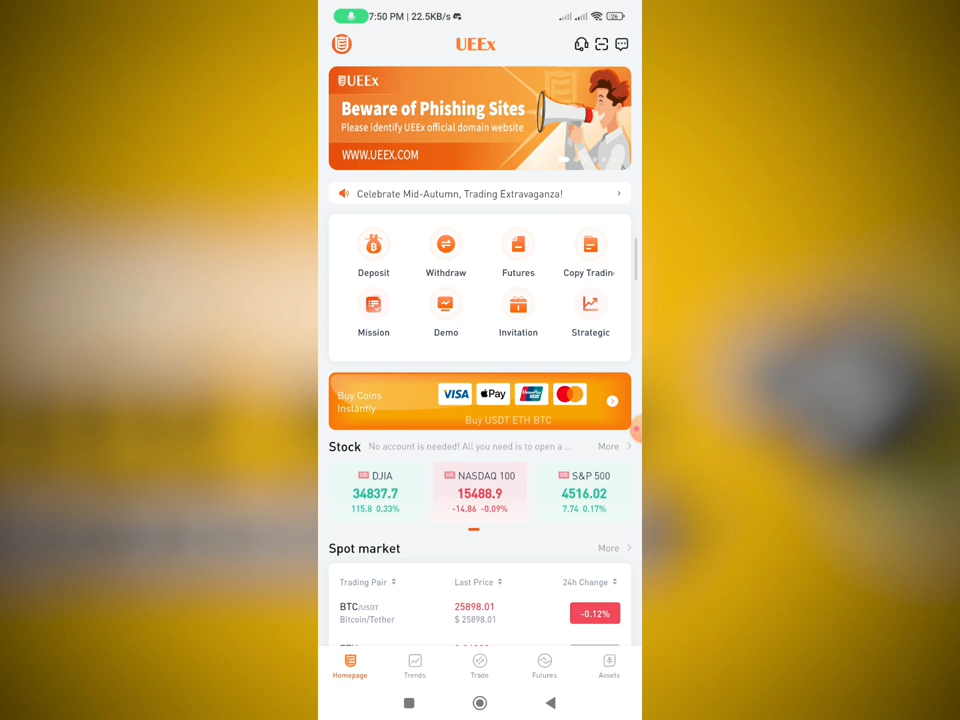 7:50 PM | 22.5KB/s
26
UEEx
UEEx
Beware of Phishing Sites
Please identify UEEx official domain website
WWW.UEEX.COM
Celebrate Mid-Autumn, Trading Extravaganza!
Deposit
Withdraw
Futures
Copy Tradin
Mission
Demo
Invitation
Strategic
Buy Coins
Instantly
VISA
Pay
UnionPay
Buy USDT ETH BTC
Stock
No account is needed! All you need is to open a ...
More
US DJIA
34837.7
115.8 0.33%
US NASDAQ 100
15488.9
-14.86 -0.09%
US S&P 500
4516.02
7.74 0.17%
Spot market
More
Trading Pair
Last Price
24h Change
BTC/USDT
25898.01
-0.12%
Bitcoin/Tether
$ 25898.01
Homepage
Trends
Trade
Futures
Assets